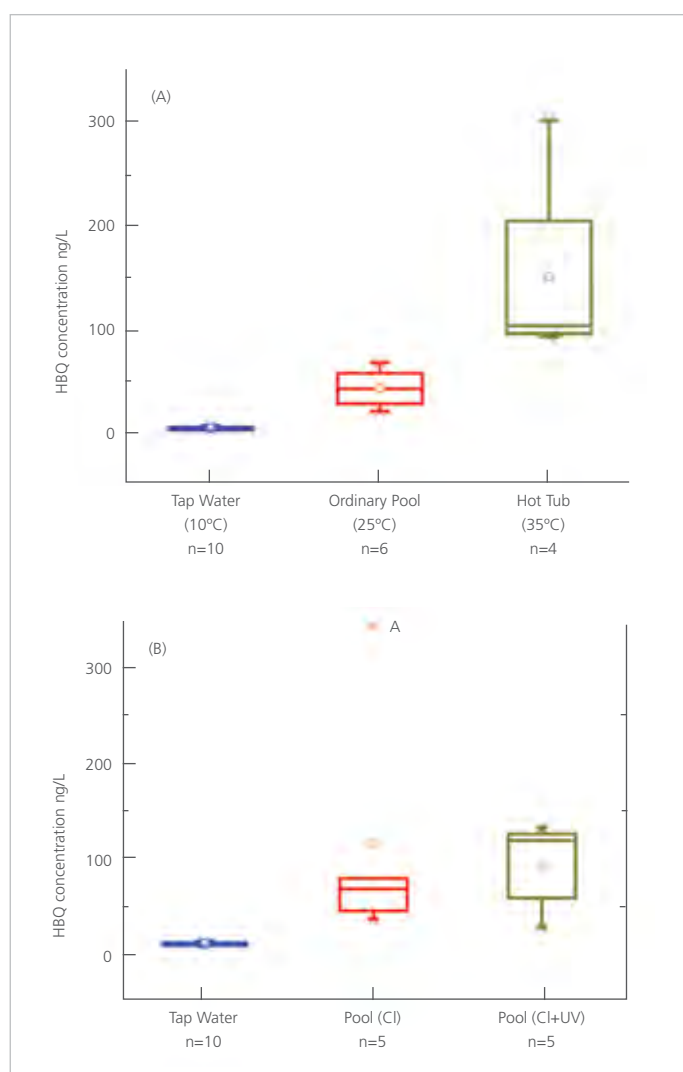 (A)
300
200
100
0
HBQ concentration ng/L
Tap Water
(10ºC)
n=10
Ordinary Pool
(25ºC)
n=6
Hot Tub
(35ºC)
n=4
(B)
A
300
200
100
0
HBQ concentration ng/L
Tap Water
n=10
Pool (Cl)
n=5
Pool (Cl+UV)
n=5